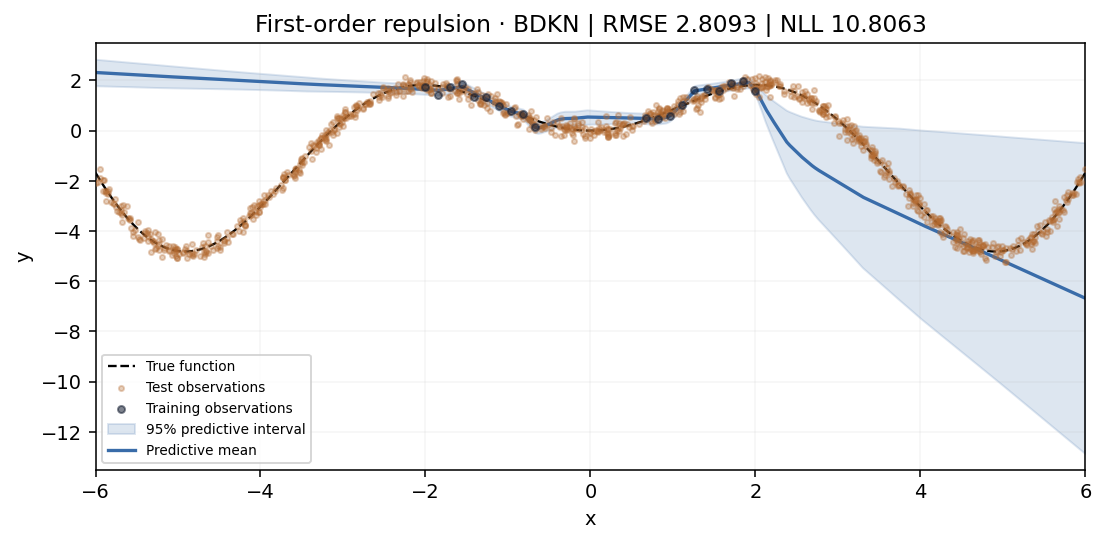 First-order repulsion · BDKN | RMSE 2.8093 | NLL 10.8063
2
0
−2
−4
−6
−8
−10
−12
y
True function
Test observations
Training observations
95% predictive interval
Predictive mean
−6 −4 −2 0 2 4 6
x